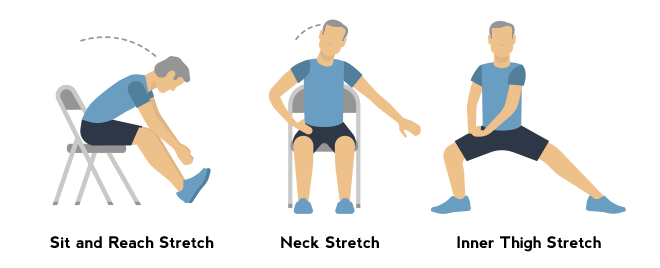 Sit and Reach Stretch
Neck Stretch
Inner Thigh Stretch